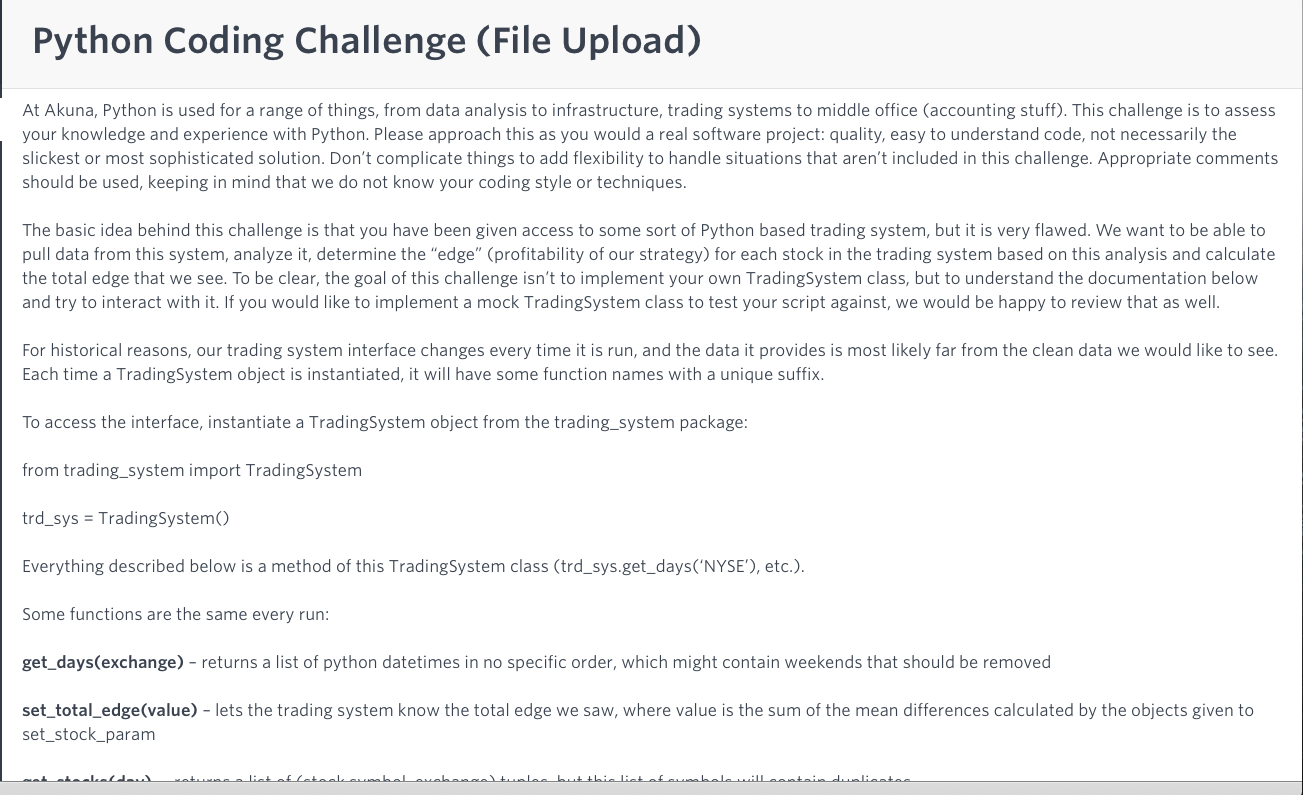 Python Coding Challenge (File Upload)
At Akuna, Python is used for a range of things, from data analysis to infrastructure, trading systems to middle office (accounting stuff). This challenge is to assess
your knowledge and experience with Python. Please approach this as you would a real software project: quality, easy to understand code, not necessarily the
slickest or most sophisticated solution. Don’t complicate things to add flexibility to handle situations that aren’t included in this challenge. Appropriate comments
should be used, keeping in mind that we do not know your coding style or techniques.
The basic idea behind this challenge is that you have been given access to some sort of Python based trading system, but it is very flawed. We want to be able to
pull data from this system, analyze it, determine the “edge” (profitability of our strategy) for each stock in the trading system based on this analysis and calculate
the total edge that we see. To be clear, the goal of this challenge isn’t to implement your own TradingSystem class, but to understand the documentation below
and try to interact with it. If you would like to implement a mock TradingSystem class to test your script against, we would be happy to review that as well.
For historical reasons, our trading system interface changes every time it is run, and the data it provides is most likely far from the clean data we would like to see.
Each time a TradingSystem object is instantiated, it will have some function names with a unique suffix.
To access the interface, instantiate a TradingSystem object from the trading_system package:
from trading_system import TradingSystem
trd_sys = TradingSystem()
Everything described below is a method of this TradingSystem class (trd_sys.get_days(‘NYSE’), etc.).
Some functions are the same every run:
get_days(exchange) – returns a list of python datetimes in no specific order, which might contain weekends that should be removed
set_total_edge(value) – lets the trading system know the total edge we saw, where value is the sum of the mean differences calculated by the objects given to
set_stock_param
get_stocks(day) – returns a list of (stock symbol, exchange) tuples, but this list of symbols will contain duplicates